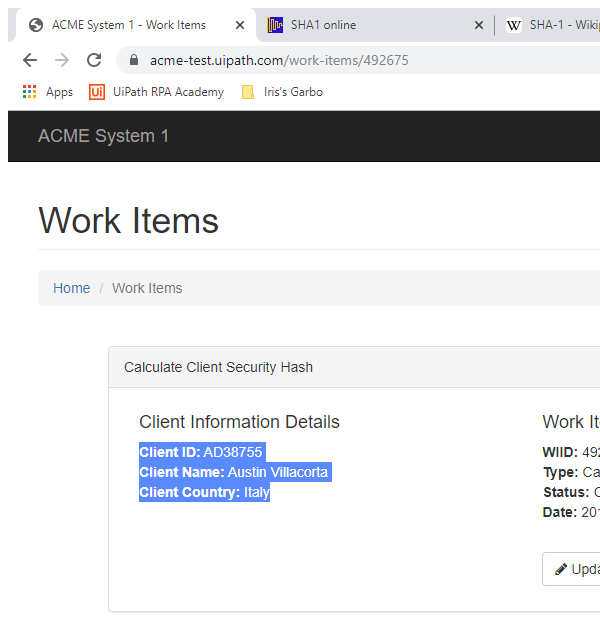 ACME System 1 - Work Items
SHA1 online
SHA-1 - Wikip
acme-test.uipath.com/work-items/492675
Apps
UiPath RPA Academy
Iris's Garbo
ACME System 1
Work Items
Home / Work Items
Calculate Client Security Hash
Client Information Details
Client ID: AD38755
Client Name: Austin Villacorta
Client Country: Italy
Work It
WIID: 492
Type: Ca
Status:
Date: 201
Upda